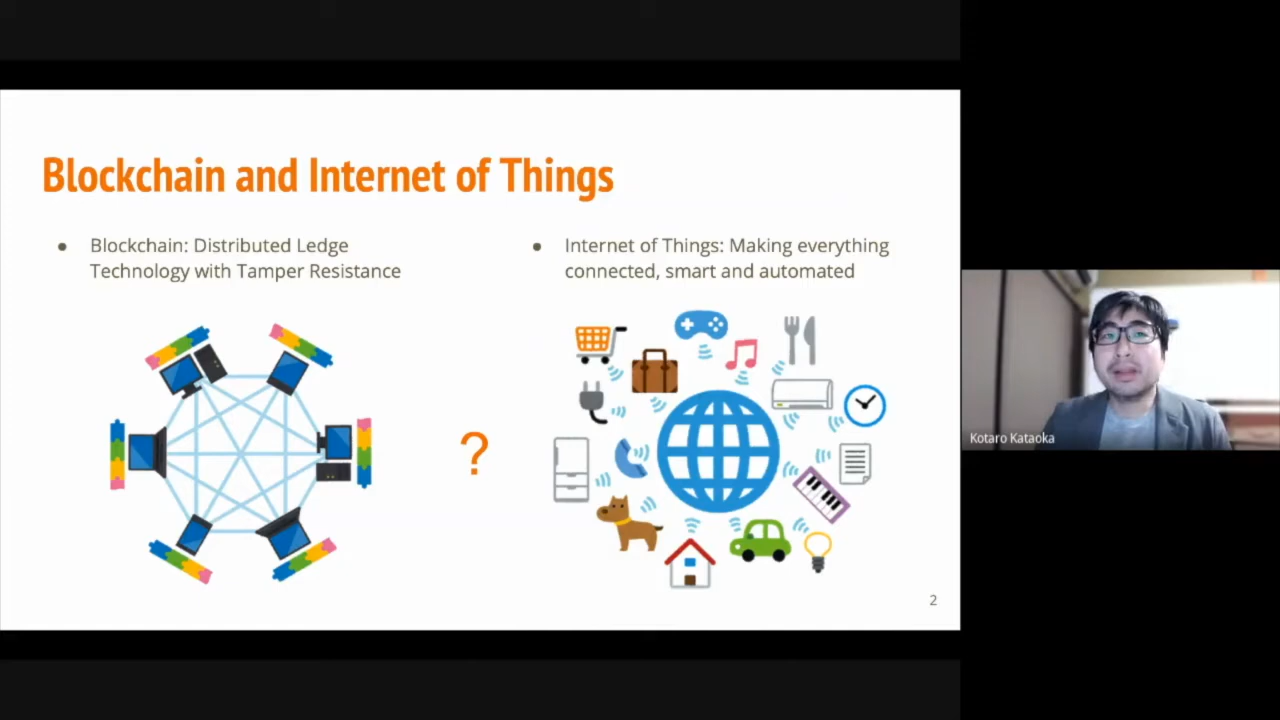 Blockchain and Internet of Things
● Blockchain: Distributed Ledge
Technology with Tamper Resistance
● Internet of Things: Making everything
connected, smart and automated
?
2
Kotaro Kataoka